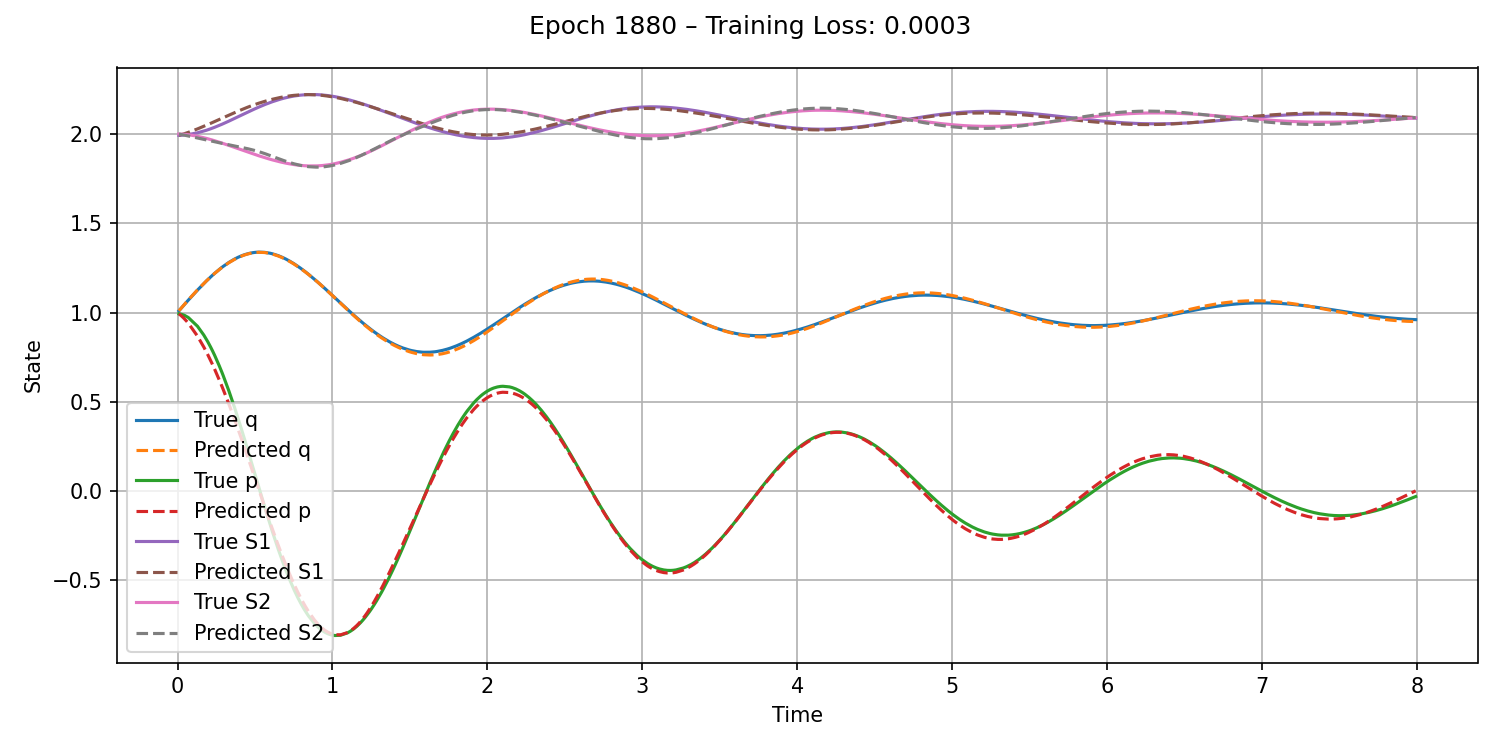 Epoch 1880 – Training Loss: 0.0003
2.0
1.5
1.0
0.5
0.0
−0.5
State
True q
Predicted q
True p
Predicted p
True S1
Predicted S1
True S2
Predicted S2
0 1 2 3 4 5 6 7 8
Time